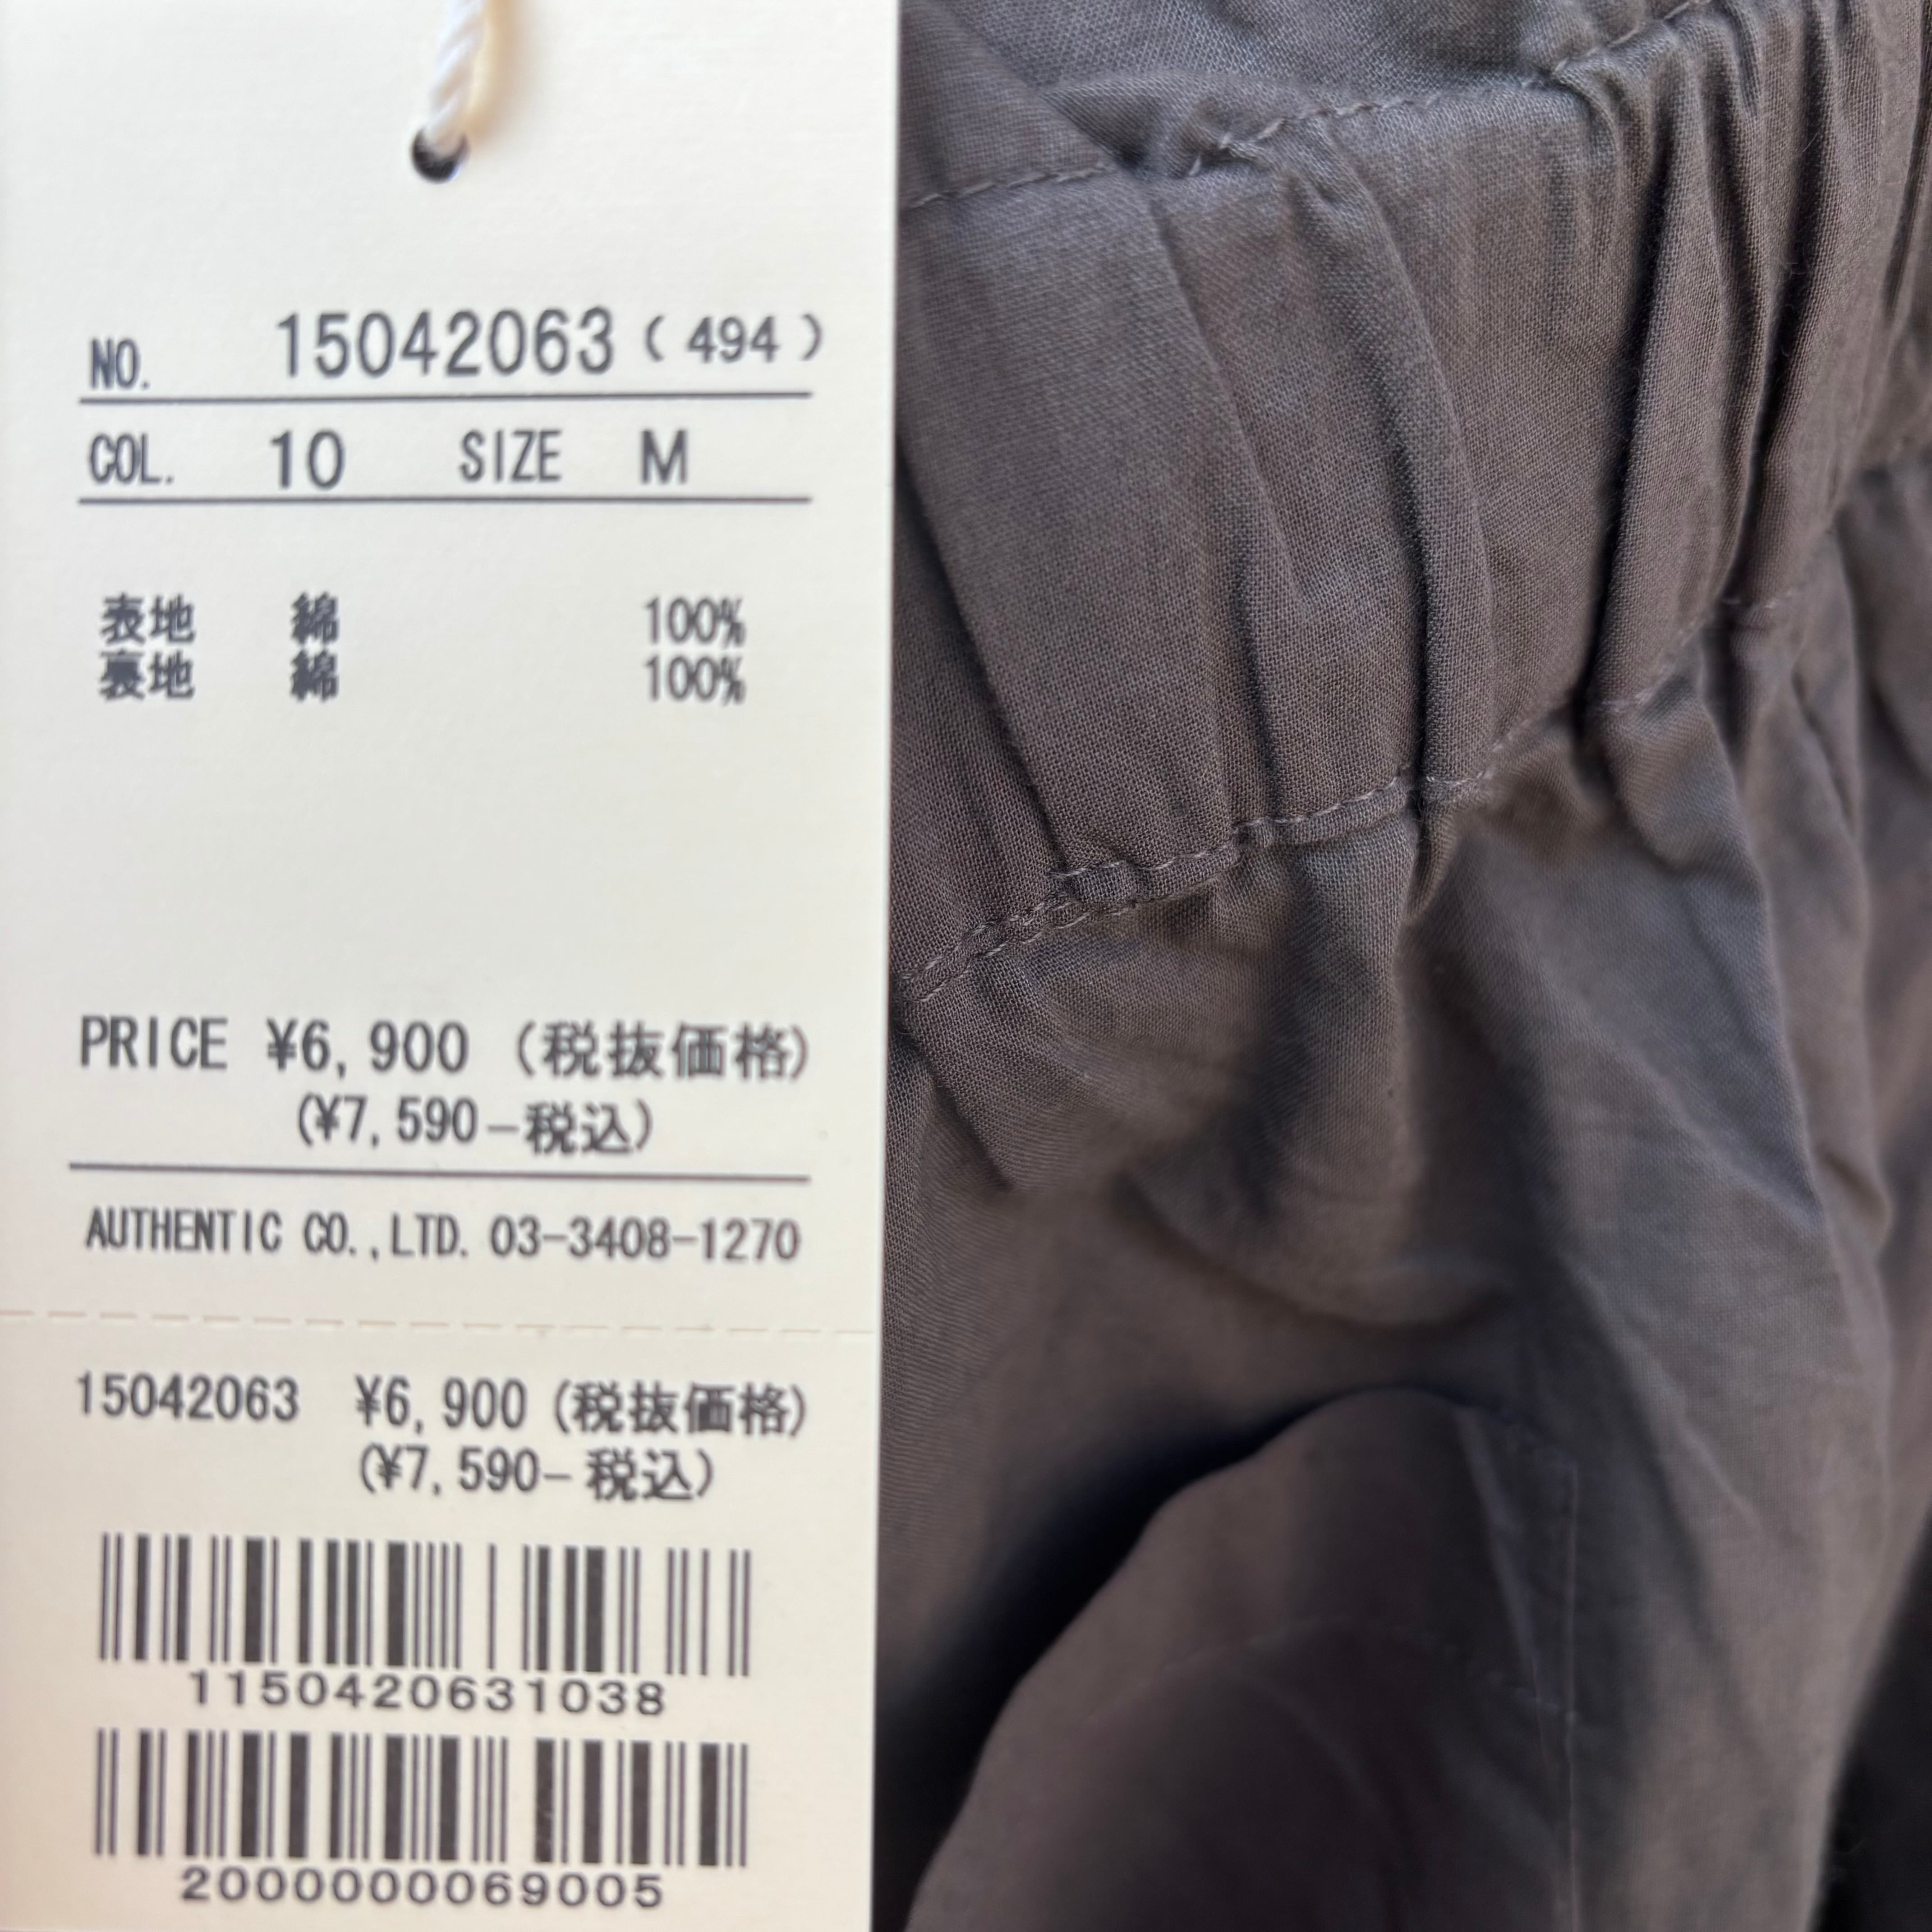 NO. 15042063 ( 494 )
COL. 10 SIZE M
表地 綿 100%
裏地 綿 100%
PRICE ¥6,900 (税抜価格)
(¥7,590-税込)
AUTHENTIC CO.,LTD. 03-3408-1270
15042063 ¥6,900 (税抜価格)
(¥7,590-税込)
1150420631038
2000000069005